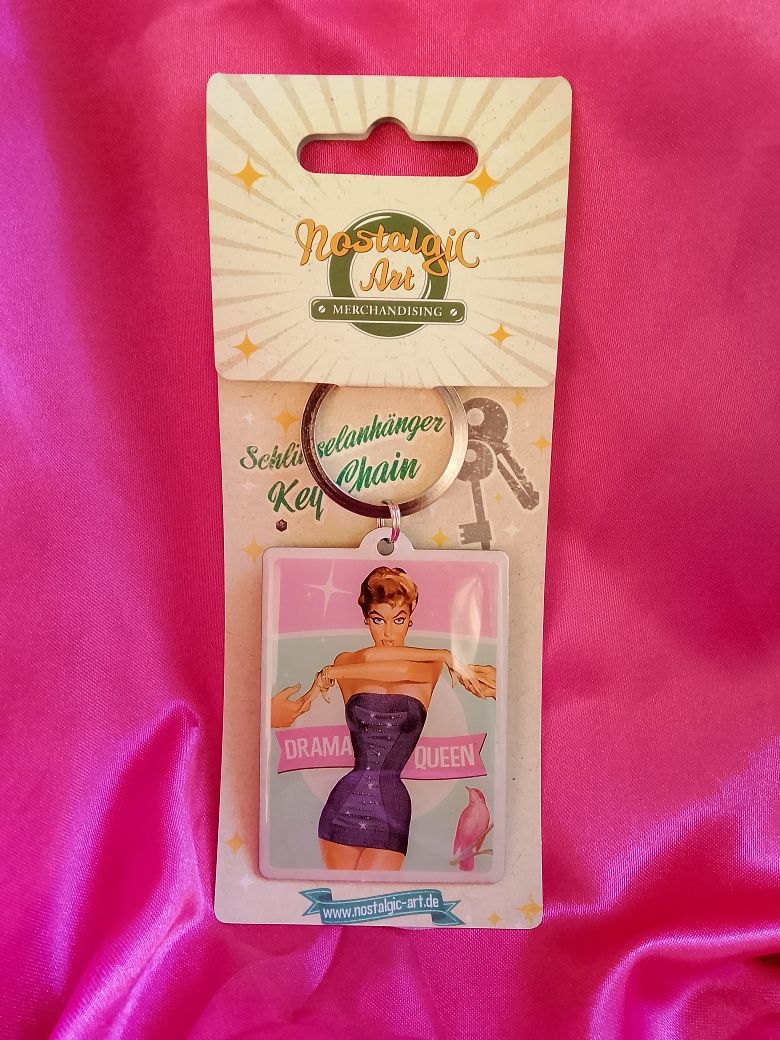 Nostalgic
Art
MERCHANDISING
Schlüsselanhänger
Key Chain
DRAMA QUEEN
www.nostalgic-art.de